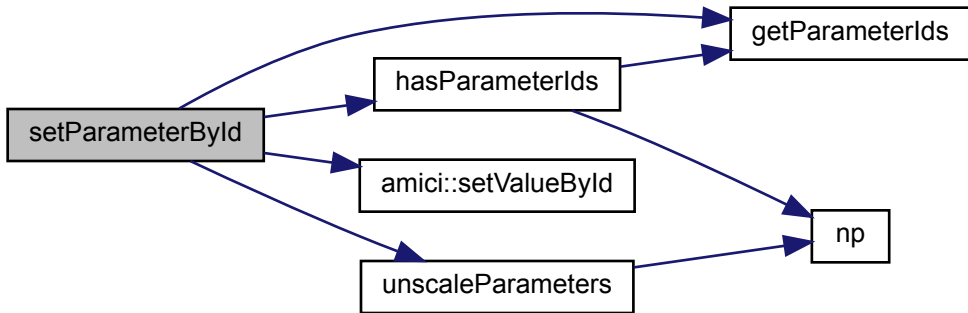 getParameterIds
hasParameterIds
setParameterById
amici::setValueById
np
unscaleParameters